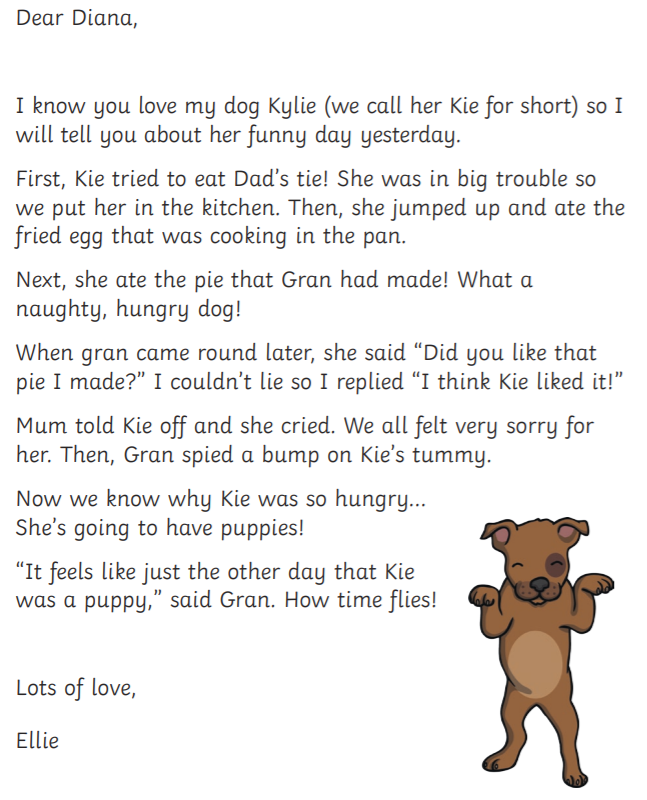 Dear Diana,
I know you love my dog Kylie (we call her Kie for short) so I
will tell you about her funny day yesterday.
First, Kie tried to eat Dad's tie! She was in big trouble so
we put her in the kitchen. Then, she jumped up and ate the
fried egg that was cooking in the pan.
Next, she ate the pie that Gran had made! What a
naughty, hungry dog!
When gran came round later, she said “Did you like that
pie I made?” I couldn't lie so I replied “I think Kie liked it!”
Mum told Kie off and she cried. We all felt very sorry for
her. Then, Gran spied a bump on Kie's tummy.
Now we know why Kie was so hungry...
She's going to have puppies!
“It feels like just the other day that Kie
was a puppy,” said Gran. How time flies!
Lots of love,
Ellie